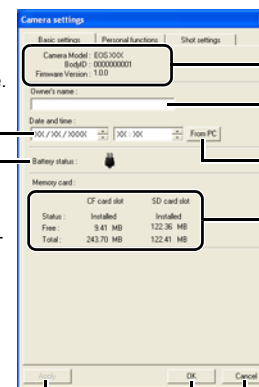 Camera settings
Basic settings Personal functions Shot settings
Camera Model : EOS XXX
BodyID : 0000000001
Firmware Version : 1.0.0
e.
Owner's name :
Date and time :
XX/XX/XXXX XX : XX From PC
Battery status :
Memory card :
CF card slot SD card slot
Status : Installed Installed
Free : 9.41 MB 122.36 MB
Total : 243.70 MB 122.41 MB
-
Apply OK Cancel